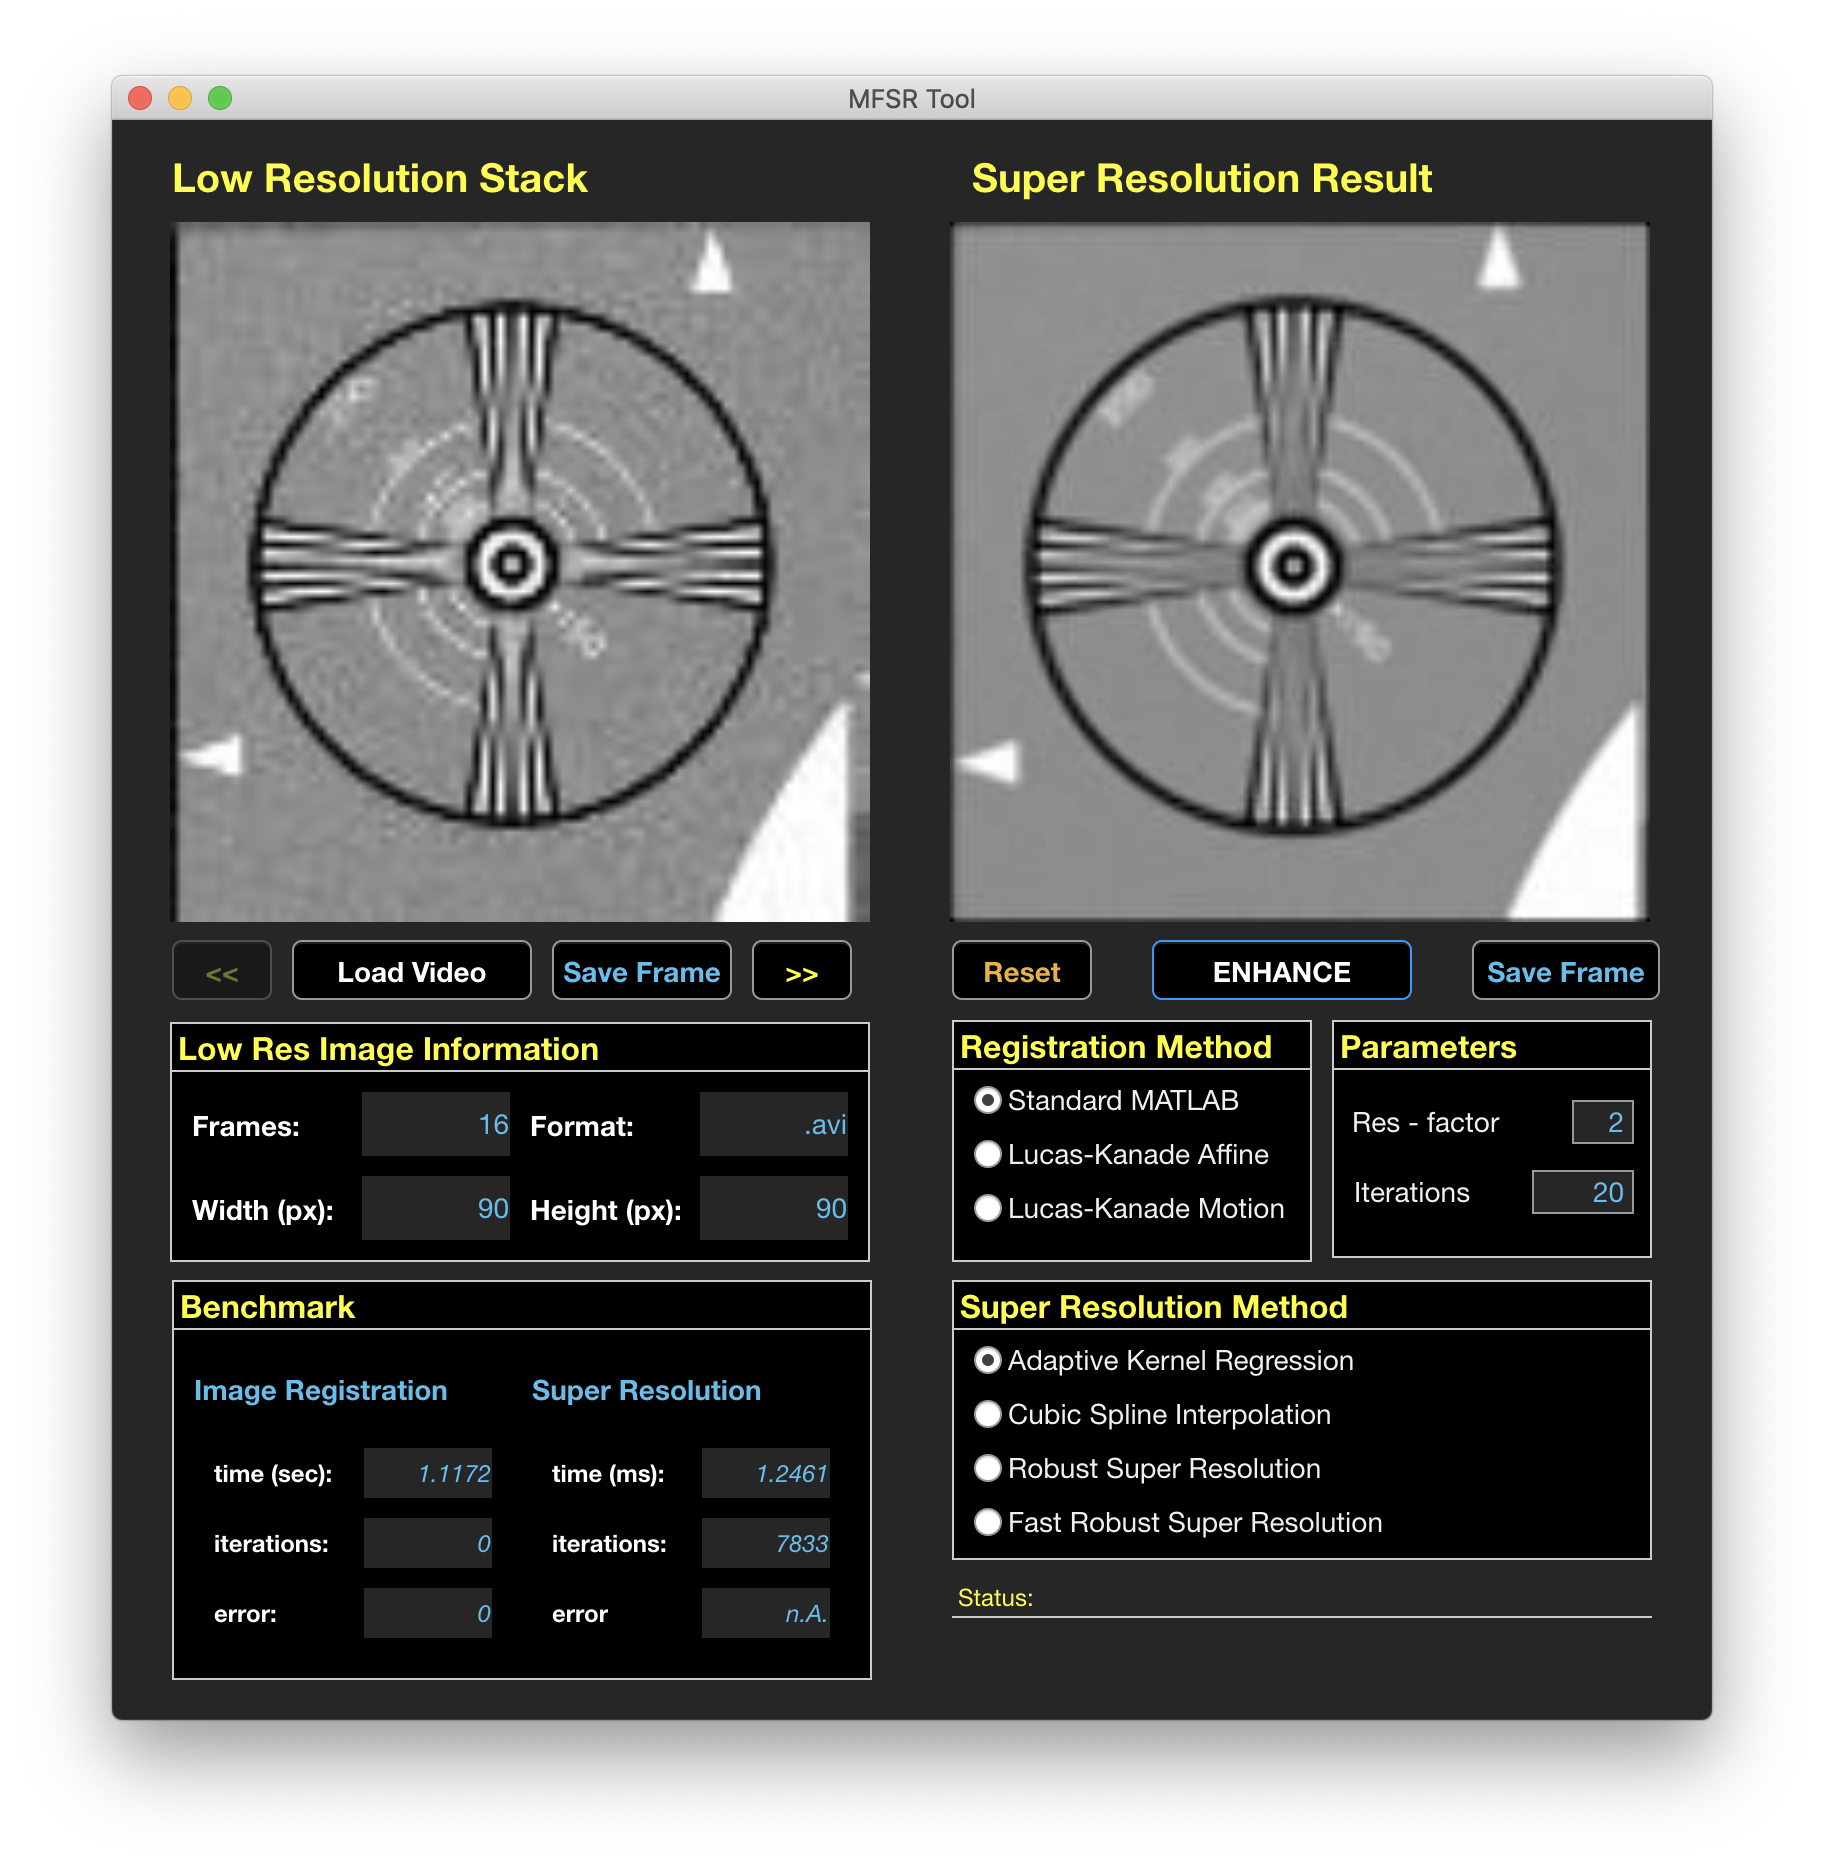 MFSR Tool
Low Resolution Stack
Super Resolution Result
<< Load Video Save Frame >>
Reset ENHANCE Save Frame
Low Res Image Information
Frames: 16 Format: .avi
Width (px): 90 Height (px): 90
Registration Method
Standard MATLAB
Lucas-Kanade Affine
Lucas-Kanade Motion
Parameters
Res - factor 2
Iterations 20
Benchmark
Image Registration Super Resolution
time (sec): 1.1172 time (ms): 1.2461
iterations: 0 iterations: 7833
error: 0 error n.A.
Super Resolution Method
Adaptive Kernel Regression
Cubic Spline Interpolation
Robust Super Resolution
Fast Robust Super Resolution
Status: